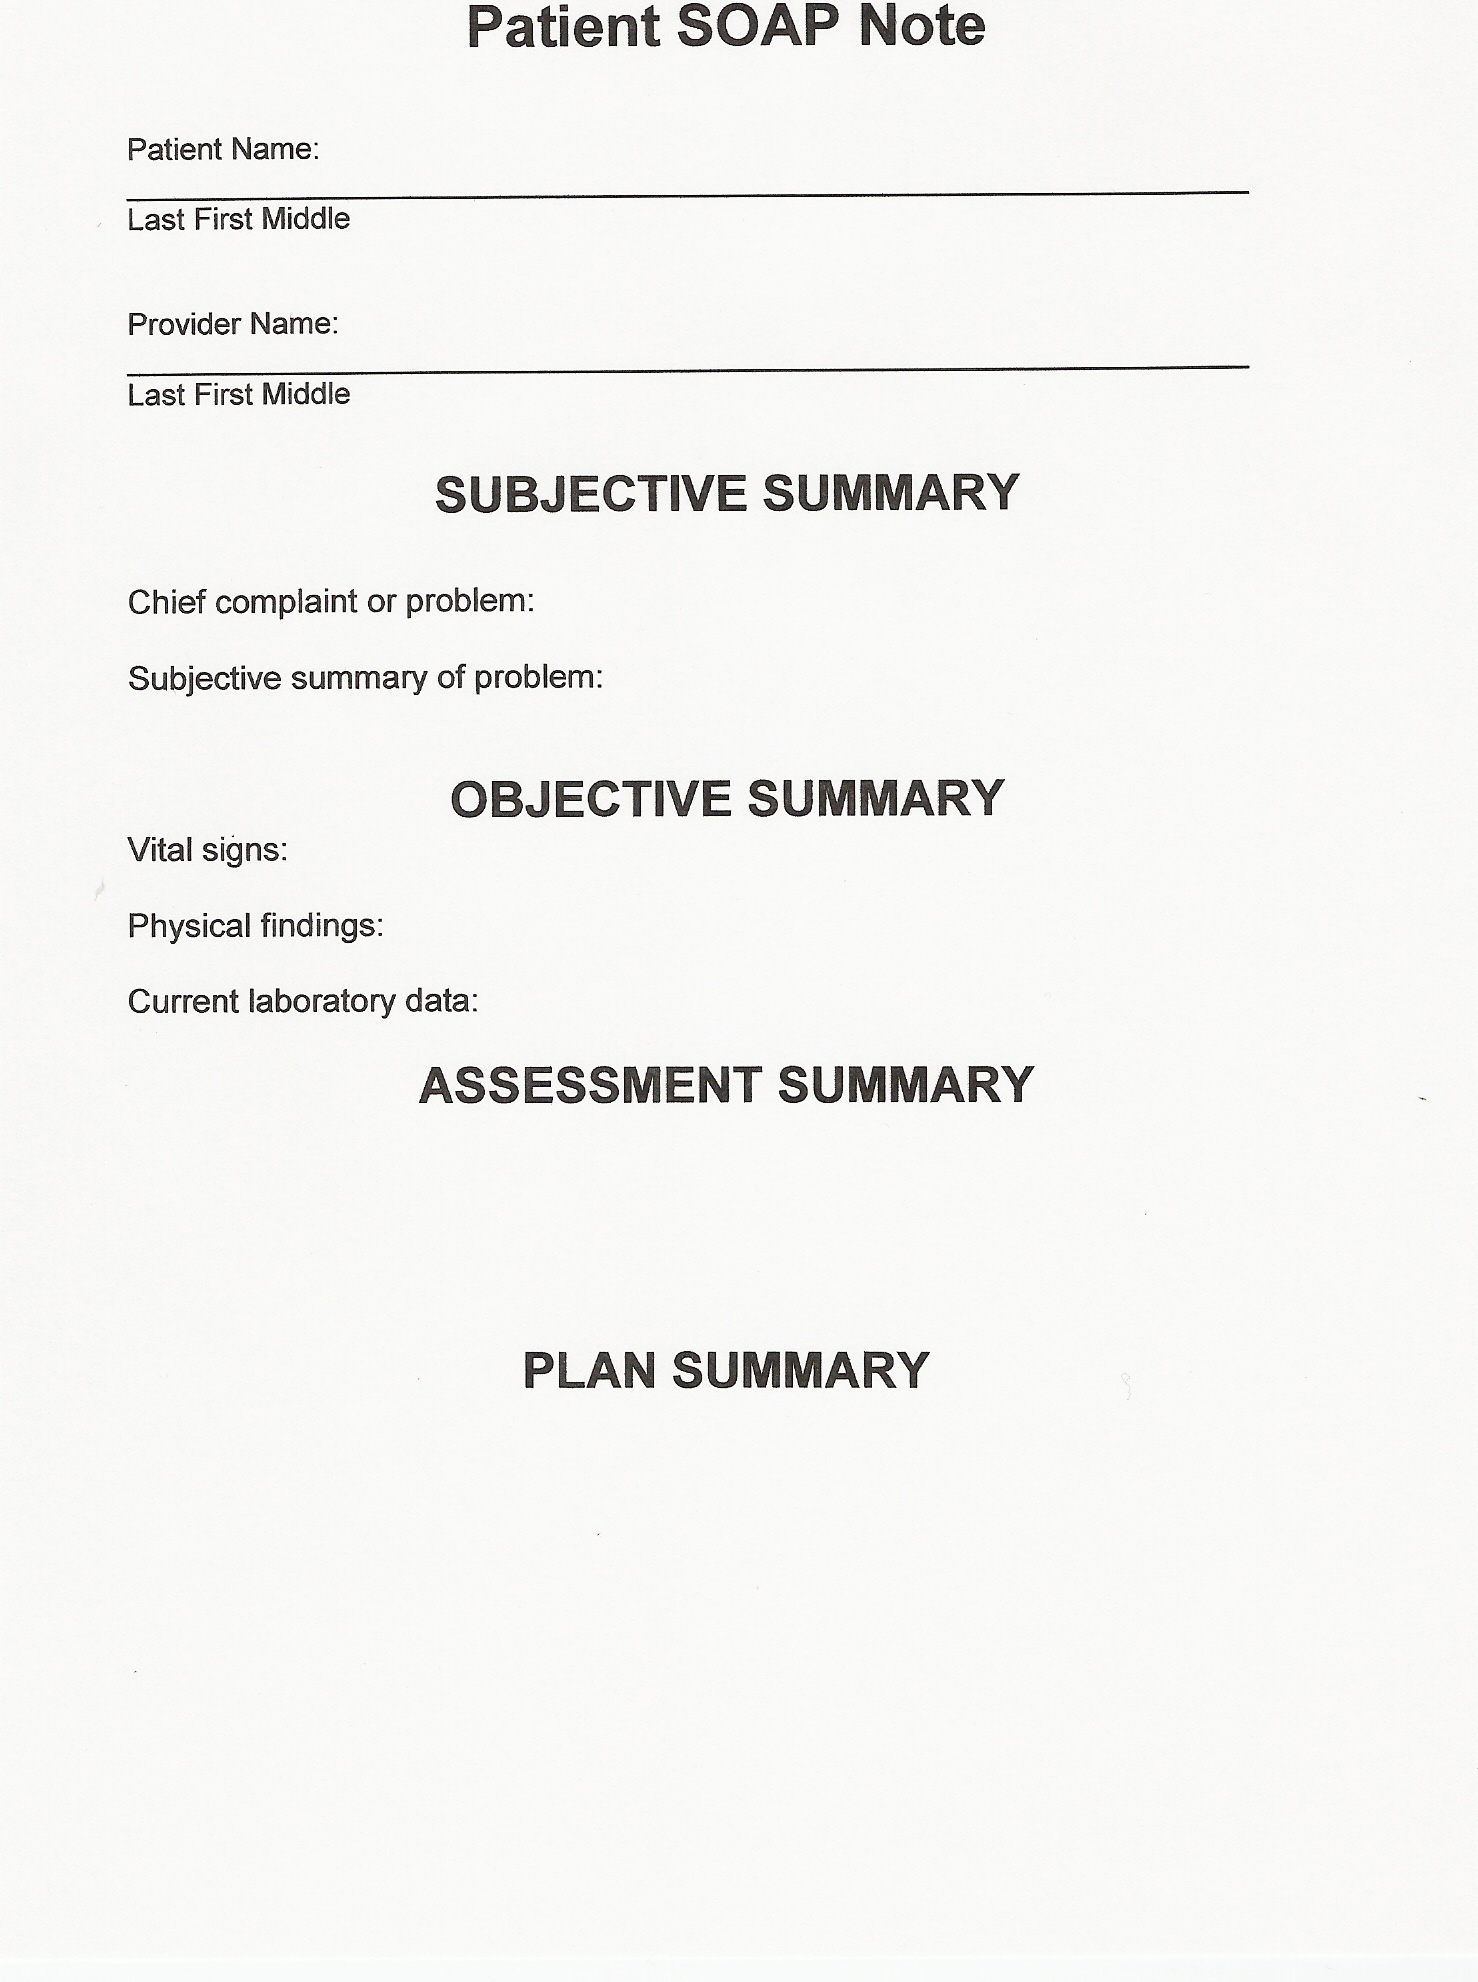 Patient SOAP Note
Patient Name:
Last First Middle
Provider Name:
Last First Middle
SUBJECTIVE SUMMARY
Chief complaint or problem:
Subjective summary of problem:
OBJECTIVE SUMMARY
Vital signs:
Physical findings:
Current laboratory data:
ASSESSMENT SUMMARY
PLAN SUMMARY